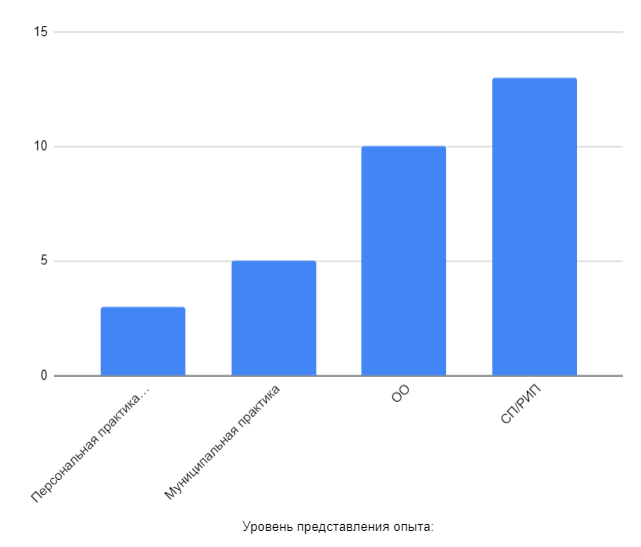 15
10
5
0
Персональная практика…
Муниципальная практика
ОО
СП/РИП
Уровень представления опыта: